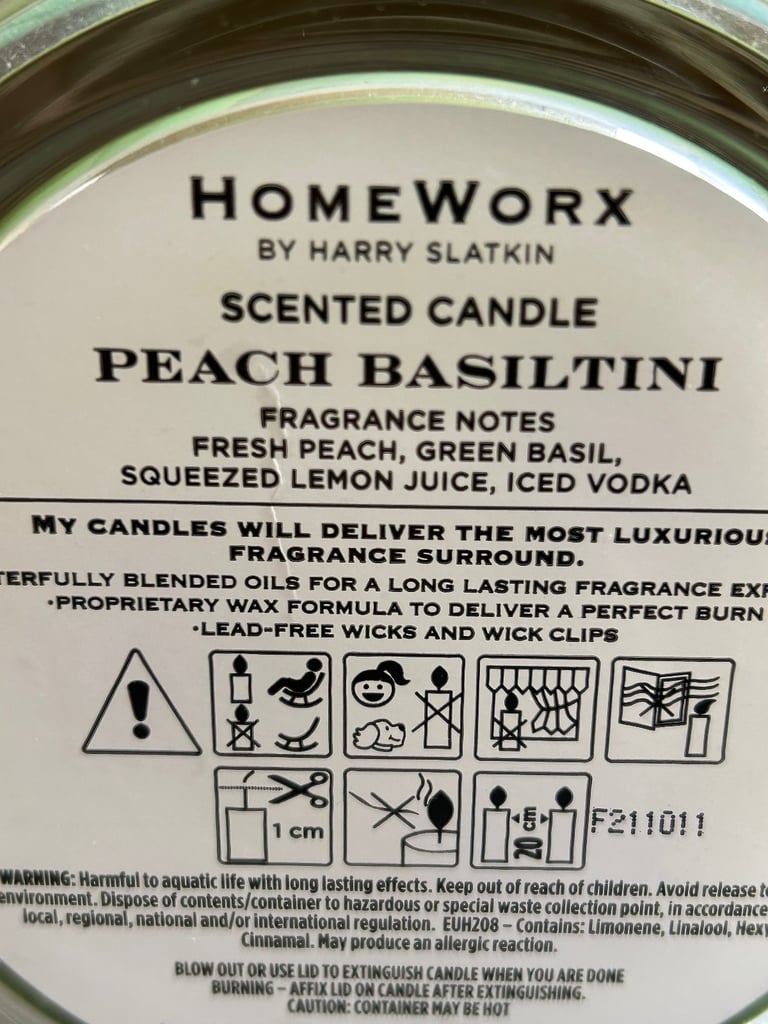 HOMEWORX
BY HARRY SLATKIN
SCENTED CANDLE
PEACH BASILTINI
FRAGRANCE NOTES
FRESH PEACH, GREEN BASIL,
SQUEEZED LEMON JUICE, ICED VODKA
MY CANDLES WILL DELIVER THE MOST
FRAGRANCE SURROUND.
BLENDED OILS FOR A LONG LASTING FRAGRANCE
•PROPRIETARY WAX FORMULA TO DELIVER A PERFECT BURN
•LEAD-FREE WICKS AND WICK CLIPS
1 cm
20 cm
F211011
WARNING: Harmful to aquatic life with long lasting effects. Keep out of reach of children. Avoid release
environment. Dispose of contents/container to hazardous or special waste collection point, in accordance
local, regional, national and/or international regulation. EUH208 – Contains: Limonene, Linalool,
Cinnamal. May produce an allergic reaction.
BLOW OUT OR USE LID TO EXTINGUISH CANDLE WHEN YOU ARE DONE
BURNING – AFFIX LID ON CANDLE AFTER EXTINGUISHING.
CAUTION: CONTAINER MAY BE HOT